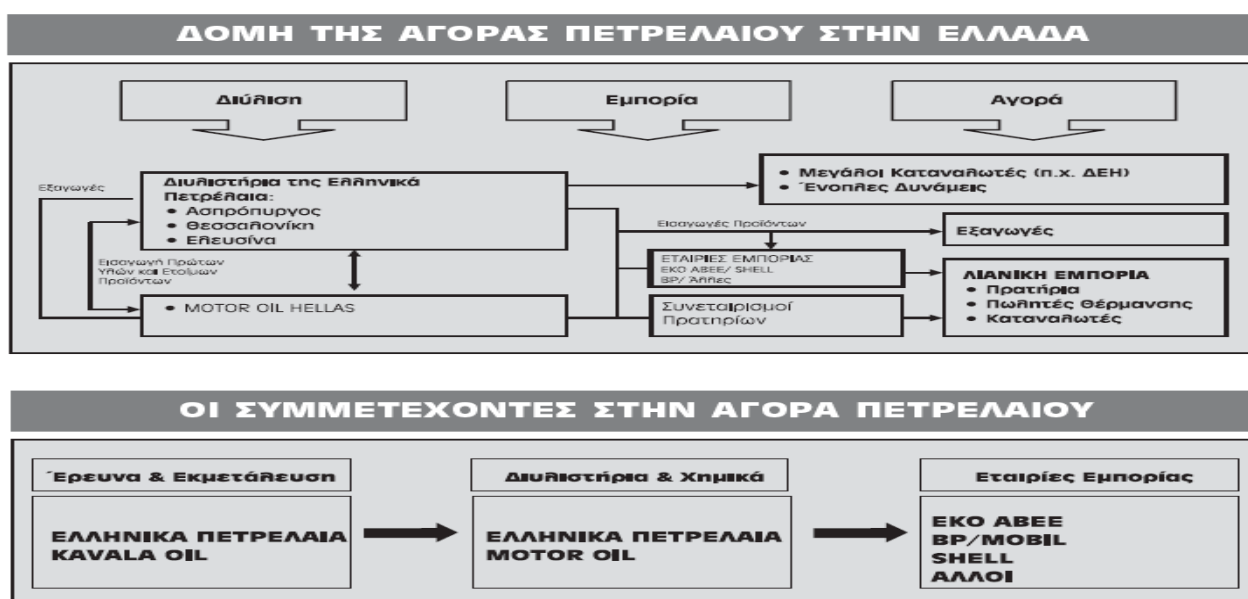 ΔΟΜΗ ΤΗΣ ΑΓΟΡΑΣ ΠΕΤΡΕΛΑΙΟΥ ΣΤΗΝ ΕΛΛΑΔΑ
Διύλιση
Εμπορία
Αγορά
Εξαγωγές
Διυλιστήρια της Ελληνικά
Πετρέλαια:
• Ασπρόπυργος
• Θεσσαλονίκη
• Ελευσίνα
Εισαγωγή Πρώτων
Υλών και Ετοίμων
Προϊόντων
• MOTOR OIL HELLAS
• Μεγάλοι Καταναλωτές (π.χ. ΔΕΗ)
• Ένοπλες Δυνάμεις
Εισαγωγές Προϊόντων
Εξαγωγές
ΕΤΑΙΡΙΕΣ ΕΜΠΟΡΙΑΣ
ΕΚΟ ΑΒΕΕ/ SHELL
BP/ Άλλες
Συνεταιρισμοί
Πρατηρίων
ΛΙΑΝΙΚΗ ΕΜΠΟΡΙΑ
• Πρατήρια
• Πωλητές Θέρμανσης
• Καταναλωτές
ΟΙ ΣΥΜΜΕΤΕΧΟΝΤΕΣ ΣΤΗΝ ΑΓΟΡΑ ΠΕΤΡΕΛΑΙΟΥ
Έρευνα & Εκμετάλευση
ΕΛΛΗΝΙΚΑ ΠΕΤΡΕΛΑΙΑ
KAVALA OIL
Διυλιστήρια & Χημικά
ΕΛΛΗΝΙΚΑ ΠΕΤΡΕΛΑΙΑ
MOTOR OIL
Εταιρίες Εμπορίας
ΕΚΟ ΑΒΕΕ
BP/MOBIL
SHELL
ΑΛΛΟΙ